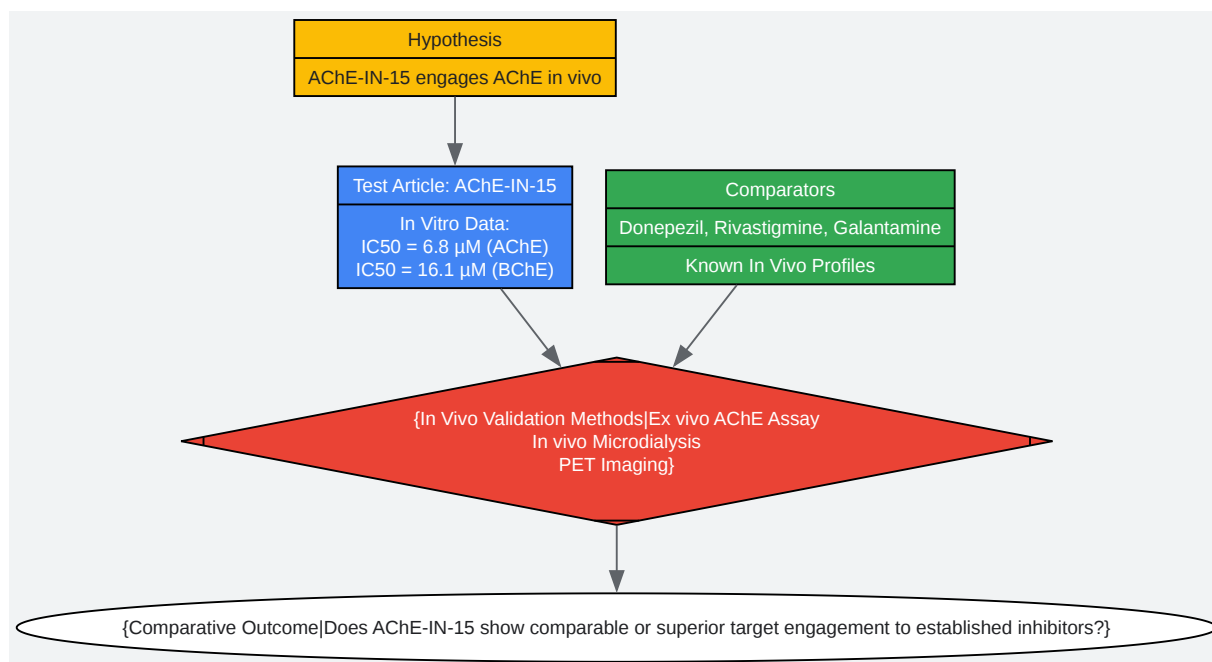 Hypothesis
AChE-IN-15 engages AChE in vivo
Test Article: AChE-IN-15
In Vitro Data:
IC50 = 6.8 µM (AChE)
IC50 = 16.1 µM (BChE)
Comparators
Donepezil, Rivastigmine, Galantamine
Known In Vivo Profiles
{In Vivo Validation Methods|Ex vivo AChE Assay
In vivo Microdialysis
PET Imaging}
{Comparative Outcome|Does AChE-IN-15 show comparable or superior target engagement to established inhibitors?}